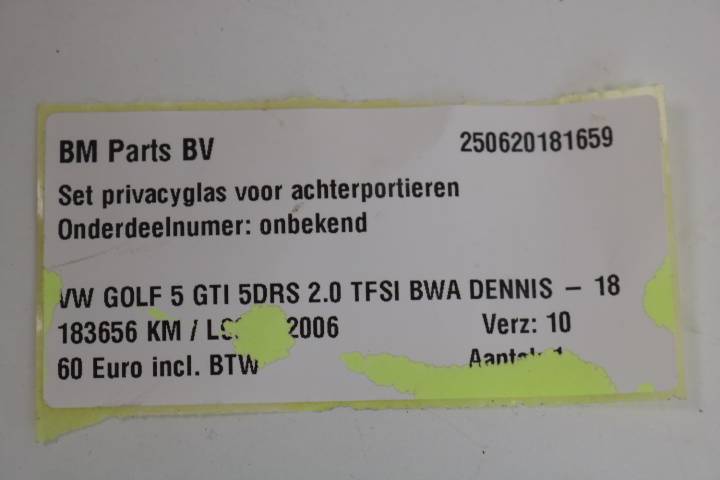 BM Parts BV 250620181659
Set privacyglas voor achterportieren
Onderdeelnumer: onbekend
VW GOLF 5 GTI 5DRS 2.0 TFSI BWA DENNIS – 18
183656 KM / 2006 Verz: 10
60 Euro incl. BTW